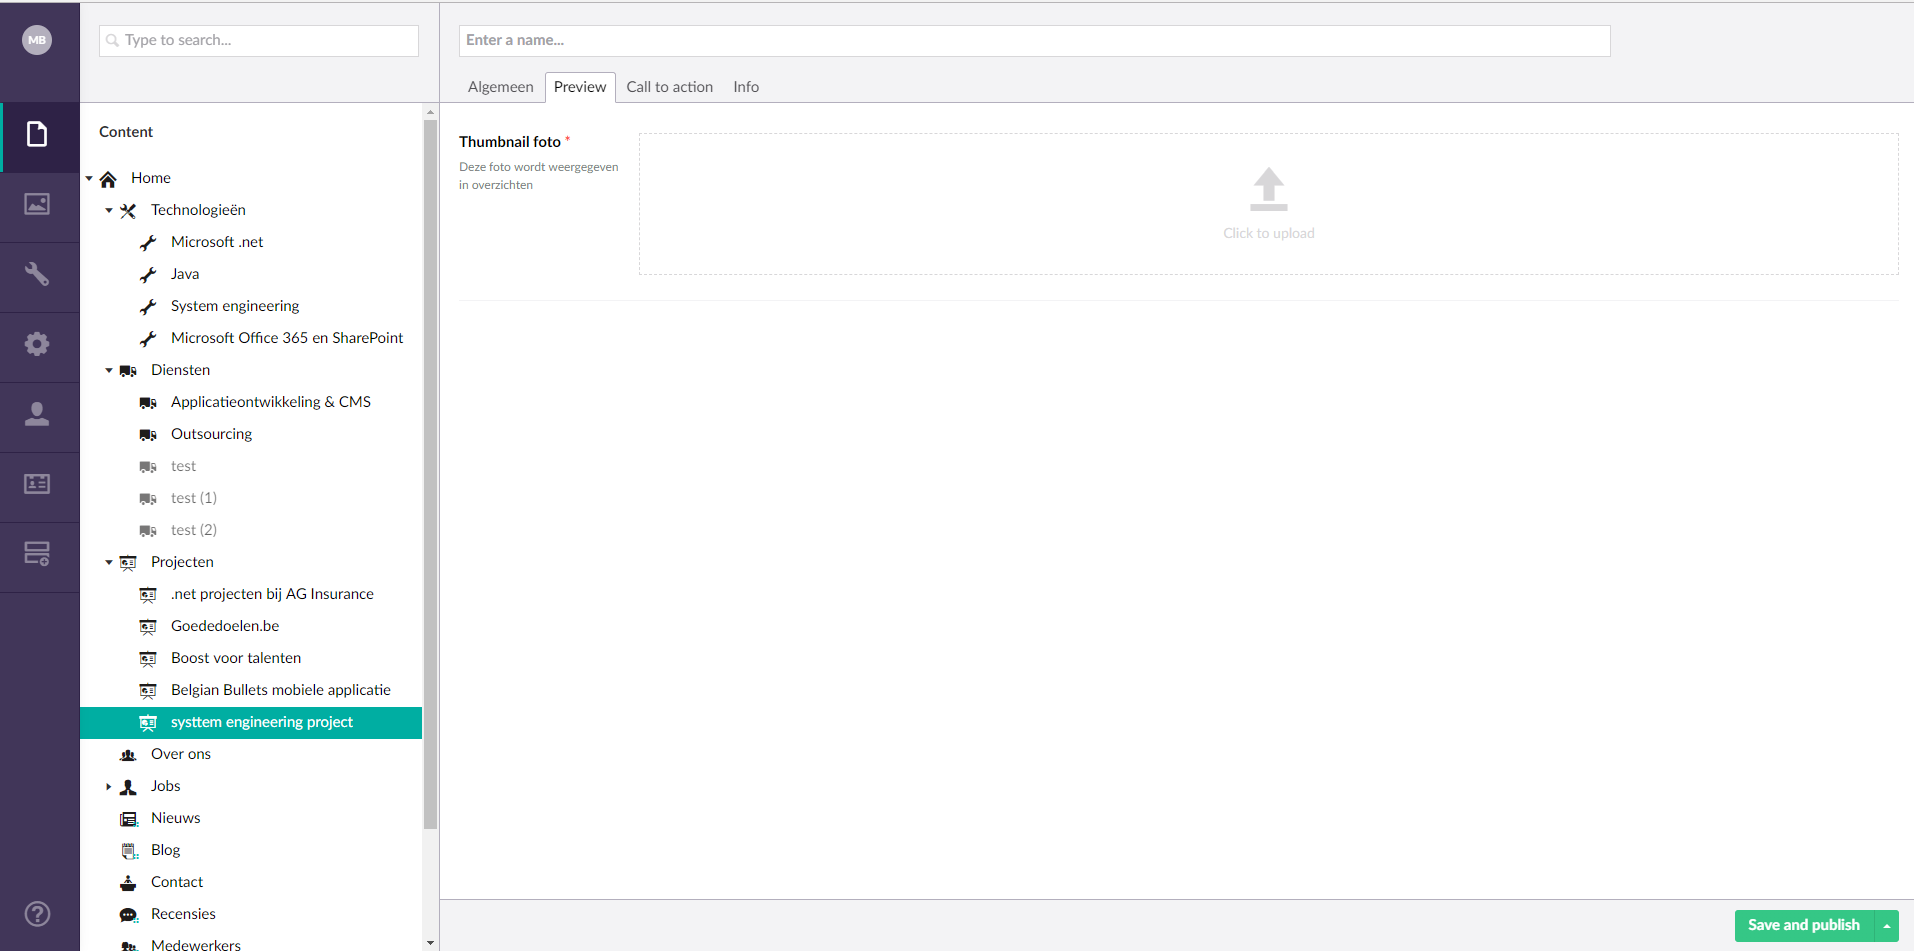 MB
Type to search...
Enter a name...
Algemeen
Preview
Call to action
Info
Content
Home
Technologieën
Microsoft .net
Java
System engineering
Microsoft Office 365 en SharePoint
Diensten
Applicatieontwikkeling & CMS
Outsourcing
test
test (1)
test (2)
Projecten
.net projecten bij AG Insurance
Goededoelen.be
Boost voor talenten
Belgian Bullets mobiele applicatie
systtem engineering project
Over ons
Jobs
Nieuws
Blog
Contact
Recensies
Medewerkers
Thumbnail foto *
Deze foto wordt weergegeven
in overzichten
Click to upload
Save and publish